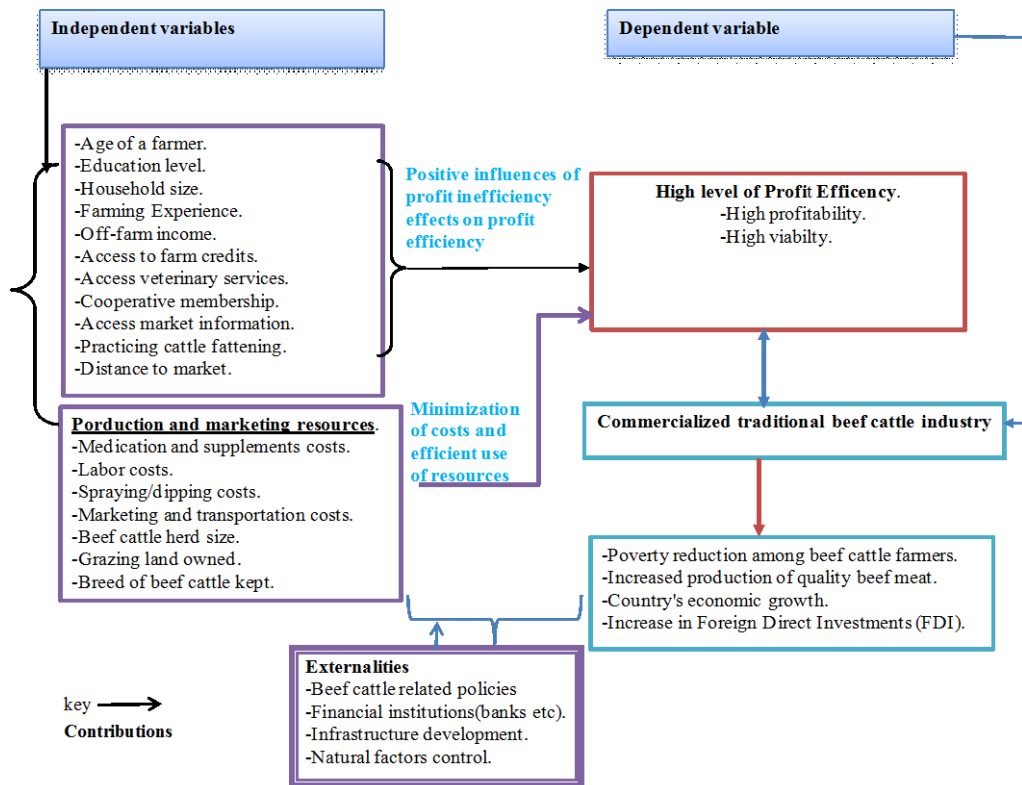 Independent variables
Dependent variable
-Age of a farmer.
-Education level.
-Household size.
-Farming Experience.
-Off-farm income.
-Access to farm credits.
-Access veterinary services.
-Cooperative membership.
-Access market information.
-Practicing cattle fattening.
-Distance to market.
Positive influences of
profit inefficiency
effects on profit
efficiency
High level of Profit Efficency.
-High profitability.
-High viabilty.
Porduction and marketing resources.
-Medication and supplements costs.
-Labor costs.
-Spraying/dipping costs.
-Marketing and transportation costs.
-Beef cattle herd size.
-Grazing land owned.
-Breed of beef cattle kept.
Minimization
of costs and
efficient use
of resources
Commercialized traditional beef cattle industry
-Poverty reduction among beef cattle farmers.
-Increased production of quality beef meat.
-Country's economic growth.
-Increase in Foreign Direct Investments (FDI).
Externalities
-Beef cattle related policies
-Financial institutions(banks etc).
-Infrastructure development.
-Natural factors control.
key
Contributions